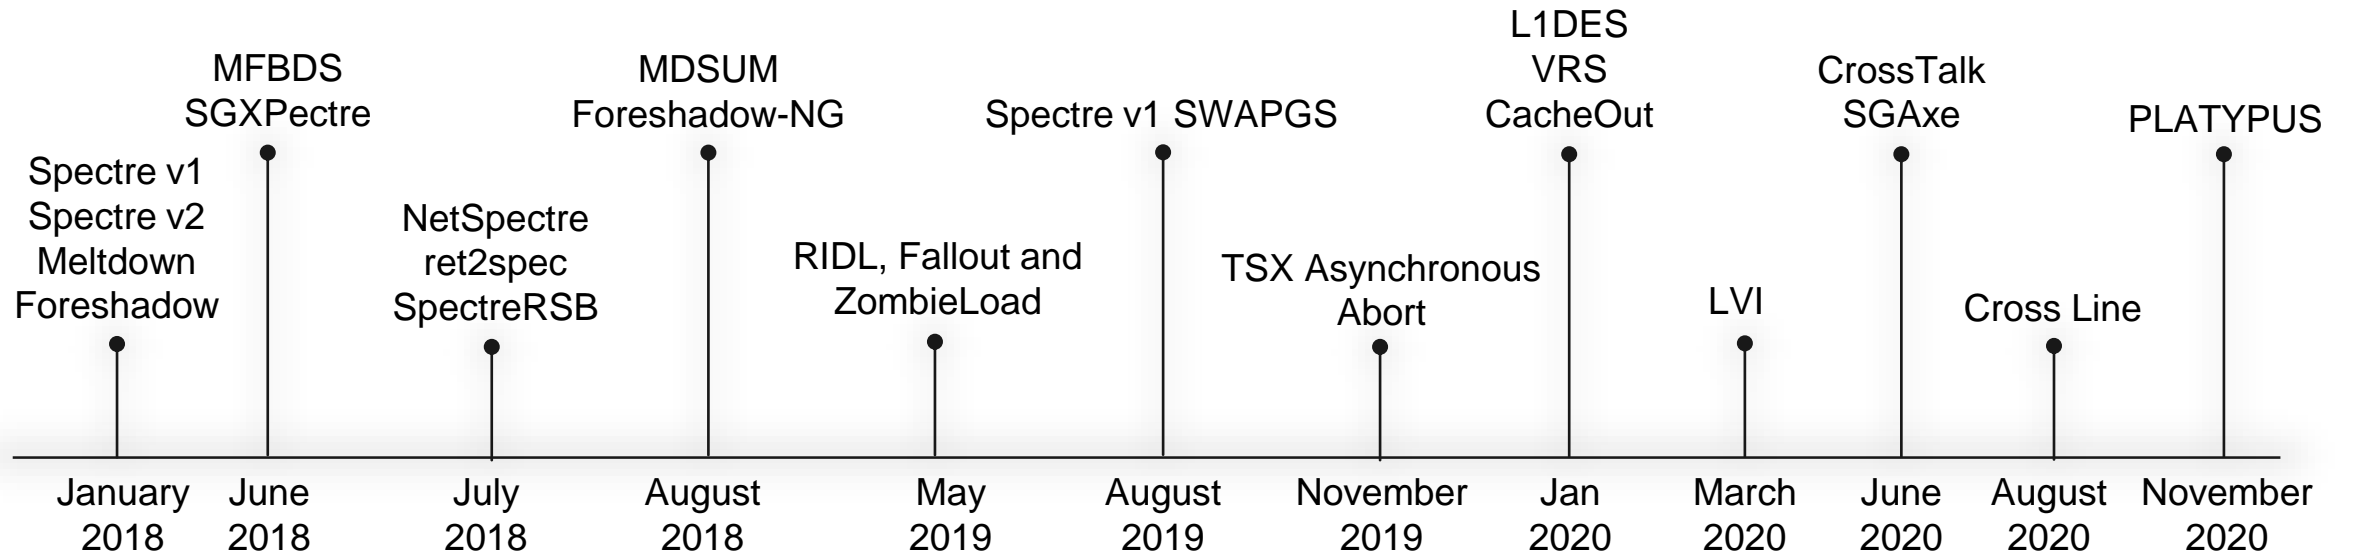 Spectre v1
Spectre v2
Meltdown
Foreshadow
January
2018
MFBDS
SGXPectre
June
2018
NetSpectre
ret2spec
SpectreRSB
July
2018
MDSUM
Foreshadow-NG
August
2018
RIDL, Fallout and
ZombieLoad
May
2019
Spectre v1 SWAPGS
August
2019
TSX Asynchronous
Abort
November
2019
L1DES
VRS
CacheOut
Jan
2020
LVI
March
2020
CrossTalk
SGAxe
June
2020
Cross Line
August
2020
PLATYPUS
November
2020